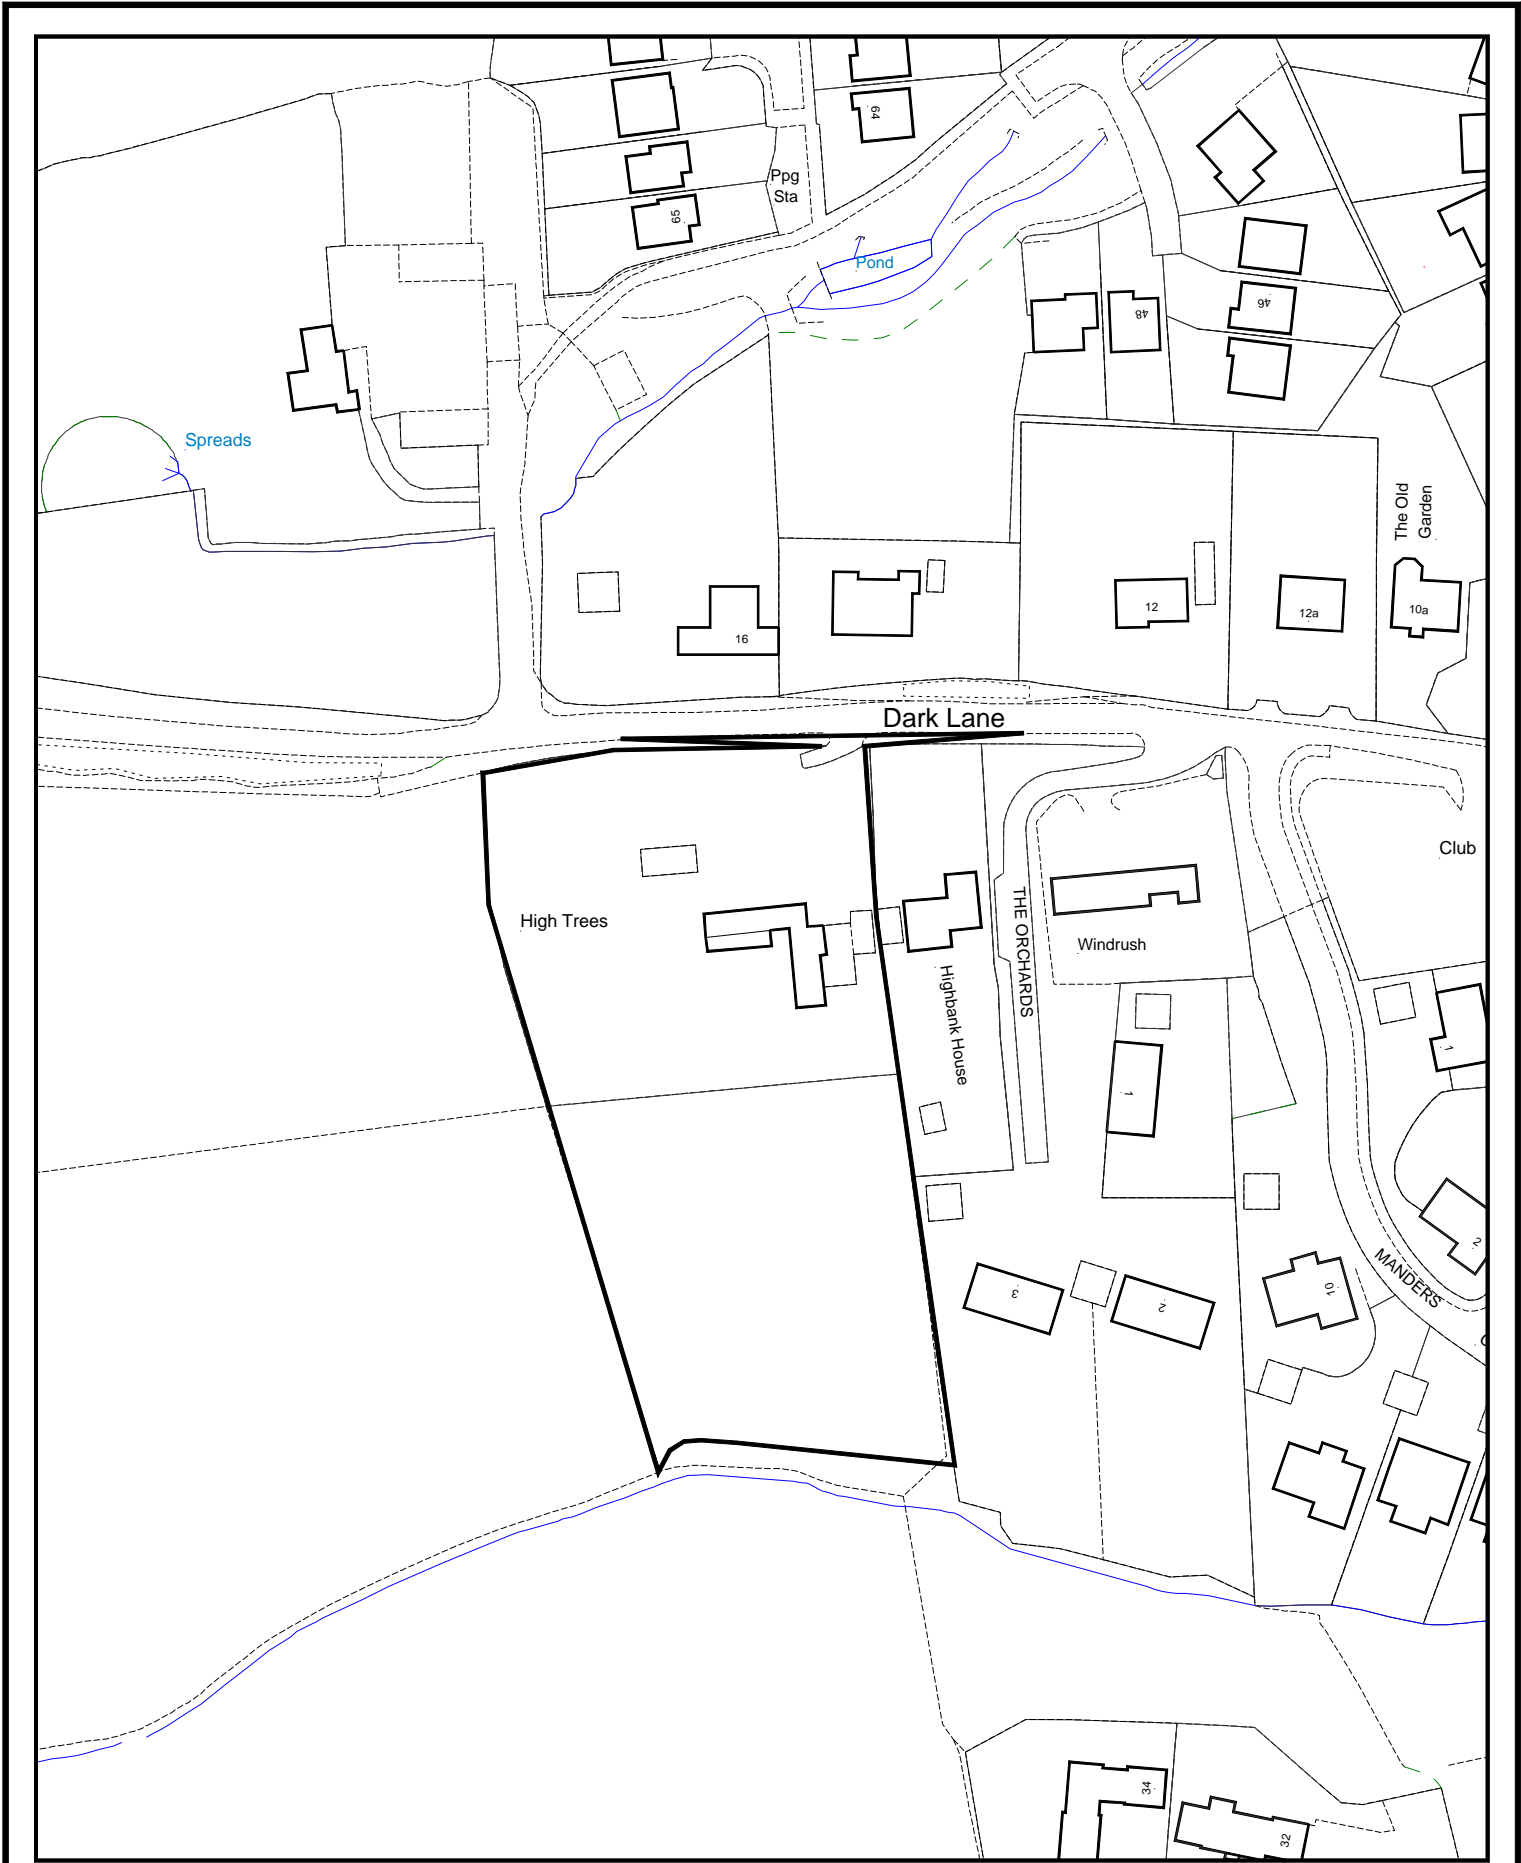 64
Ppg
Sta
65
Pond
46
48
Spreads
The Old
Garden
12
12a
10a
16
Dark Lane
Club
High Trees
THE ORCHARDS
Windrush
Highbank House
1
1
2
3
2
10
MANDERS
34
32